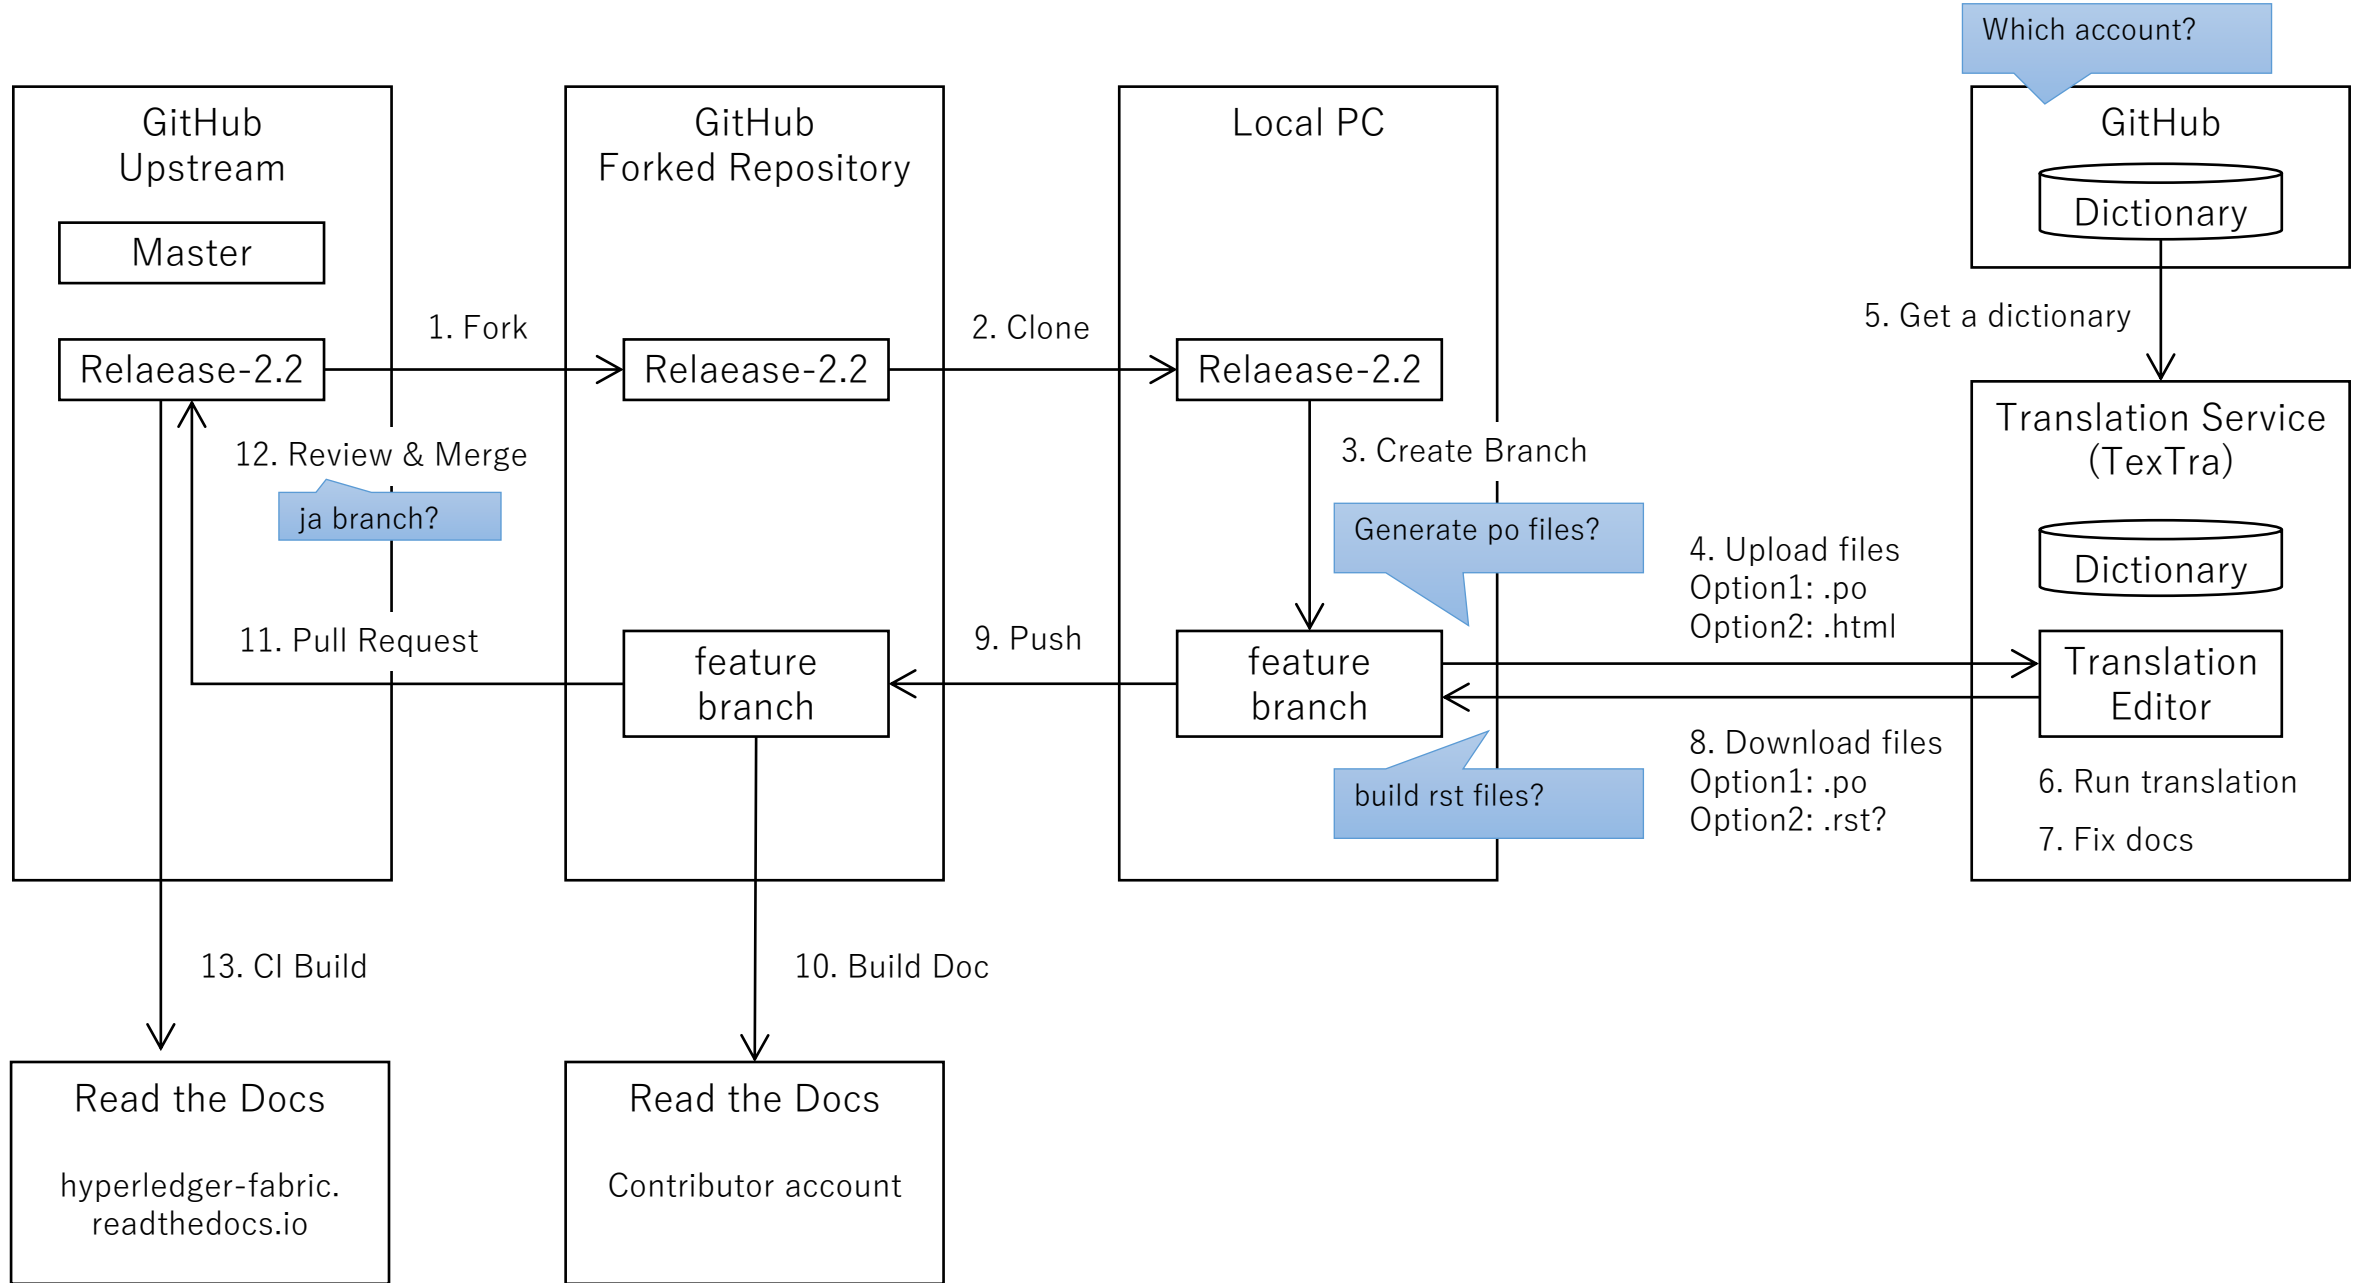 Which account?
GitHub
Upstream
GitHub
Forked Repository
Local PC
GitHub
Dictionary
Master
1. Fork
2. Clone
5. Get a dictionary
Relaease-2.2
Relaease-2.2
Relaease-2.2
Translation Service
(TexTra)
12. Review & Merge
3. Create Branch
ja branch?
Generate po files?
4. Upload files
Option1: .po
Option2: .html
Dictionary
11. Pull Request
9. Push
feature
branch
feature
branch
Translation
Editor
8. Download files
Option1: .po
Option2: .rst?
build rst files?
6. Run translation
7. Fix docs
13. CI Build
10. Build Doc
Read the Docs
hyperledger-fabric.
readthedocs.io
Read the Docs
Contributor account